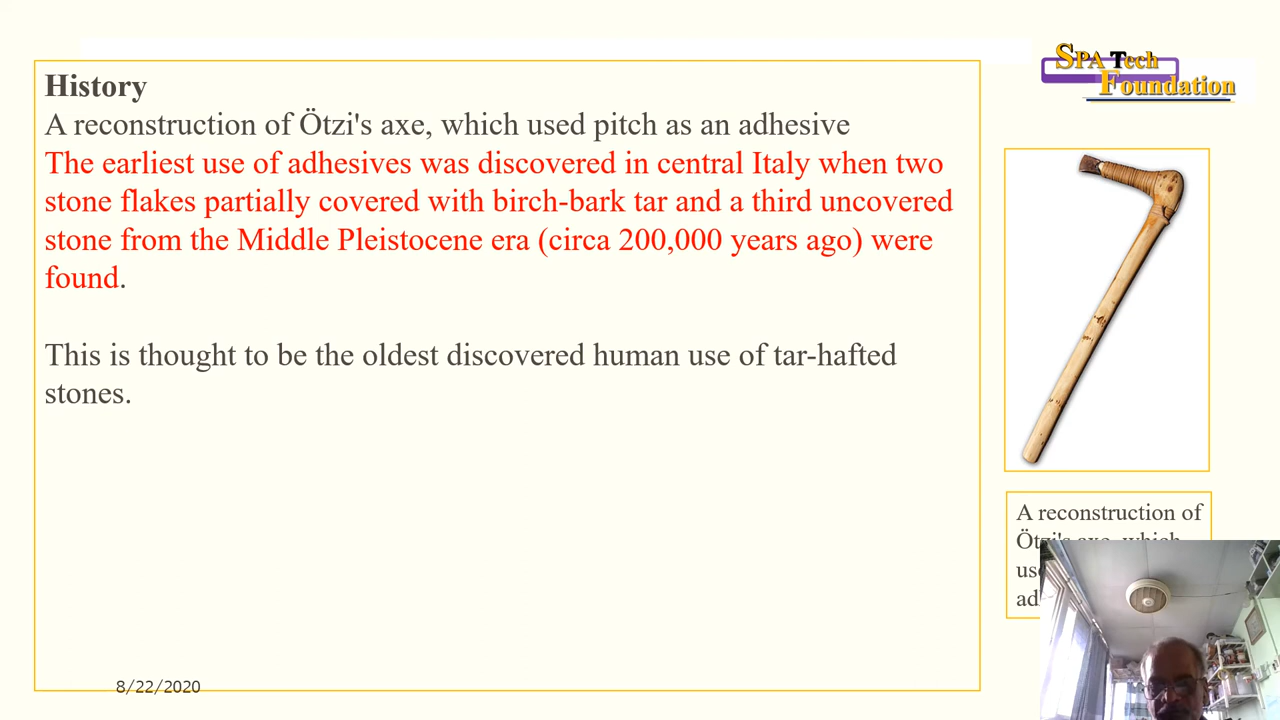 SPA Tech
Foundation
History
A reconstruction of Ötzi's axe, which used pitch as an adhesive
The earliest use of adhesives was discovered in central Italy when two
stone flakes partially covered with birch-bark tar and a third uncovered
stone from the Middle Pleistocene era (circa 200,000 years ago) were
found.
This is thought to be the oldest discovered human use of tar-hafted
stones.
A reconstruction of
8/22/2020